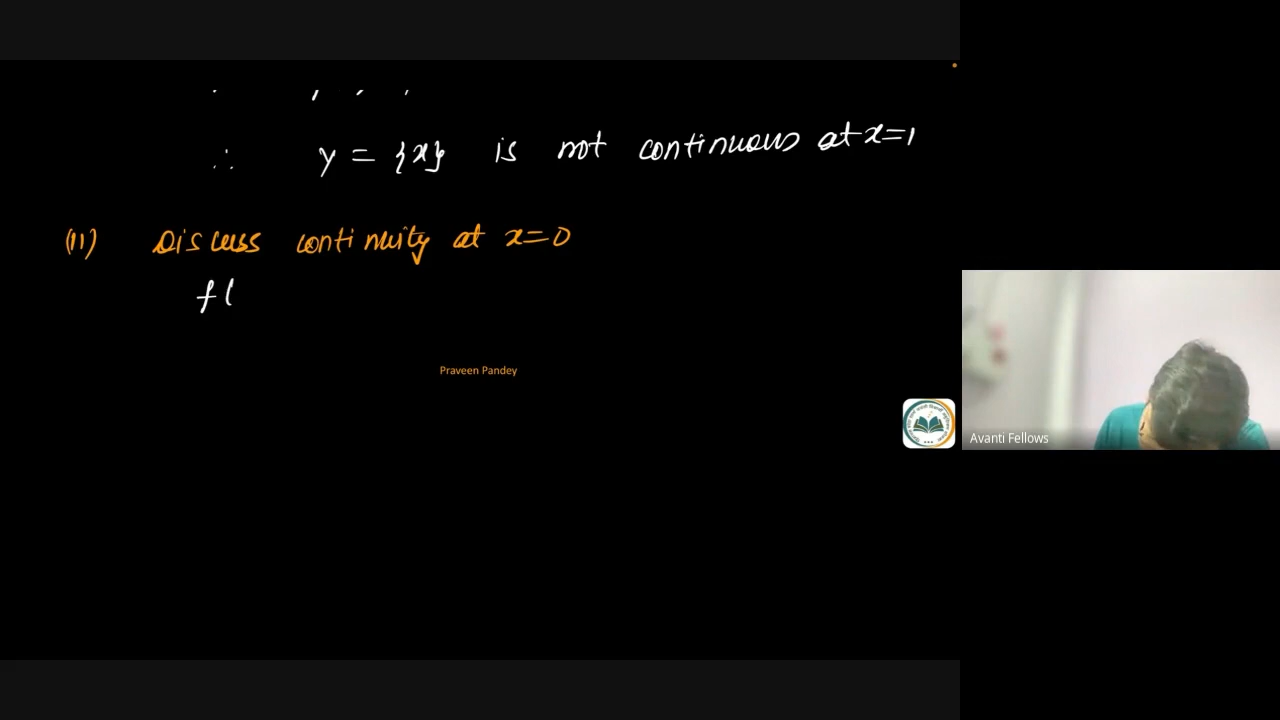 ∴ y = {x} is not continuous at x=1
(11) Discuss continuity at x=0
f(
Praveen Pandey
Avanti Fellows